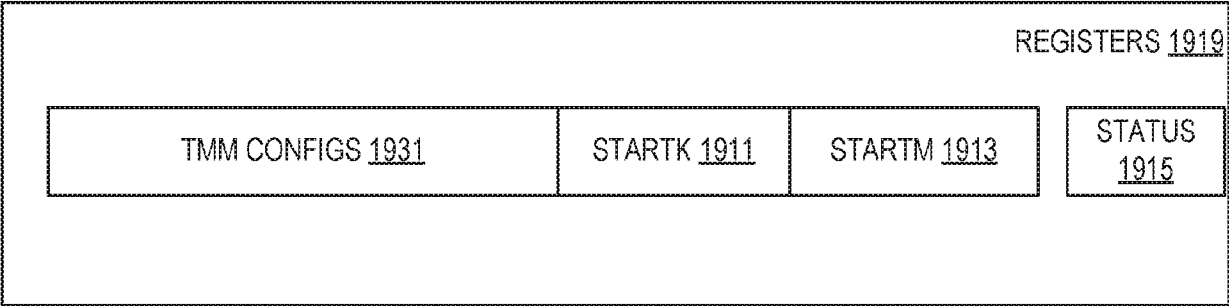 REGISTERS 1919
TMM CONFIGS 1931
STARTK 1911
STARTM 1913
STATUS
1915